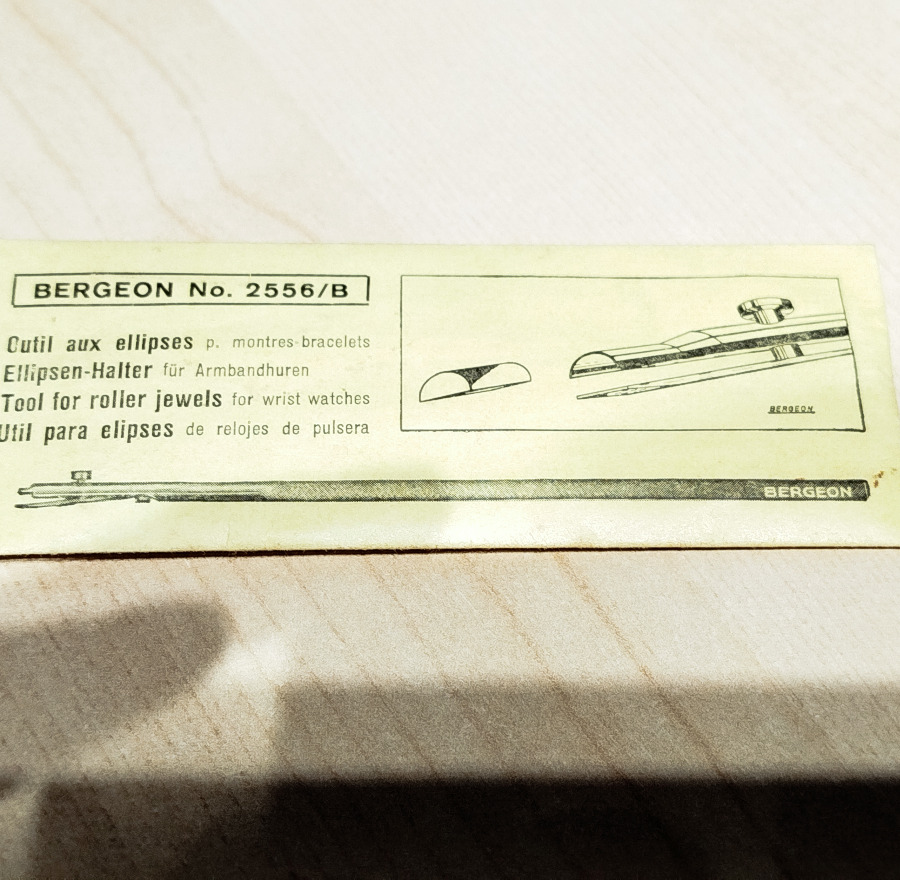 BERGEON No. 2556/B
Outil aux ellipses p. montres-bracelets
Ellipsen-Halter für Armbandhuren
Tool for roller jewels for wrist watches
Util para elipses de relojes de pulsera
BERGEON
BERGEON